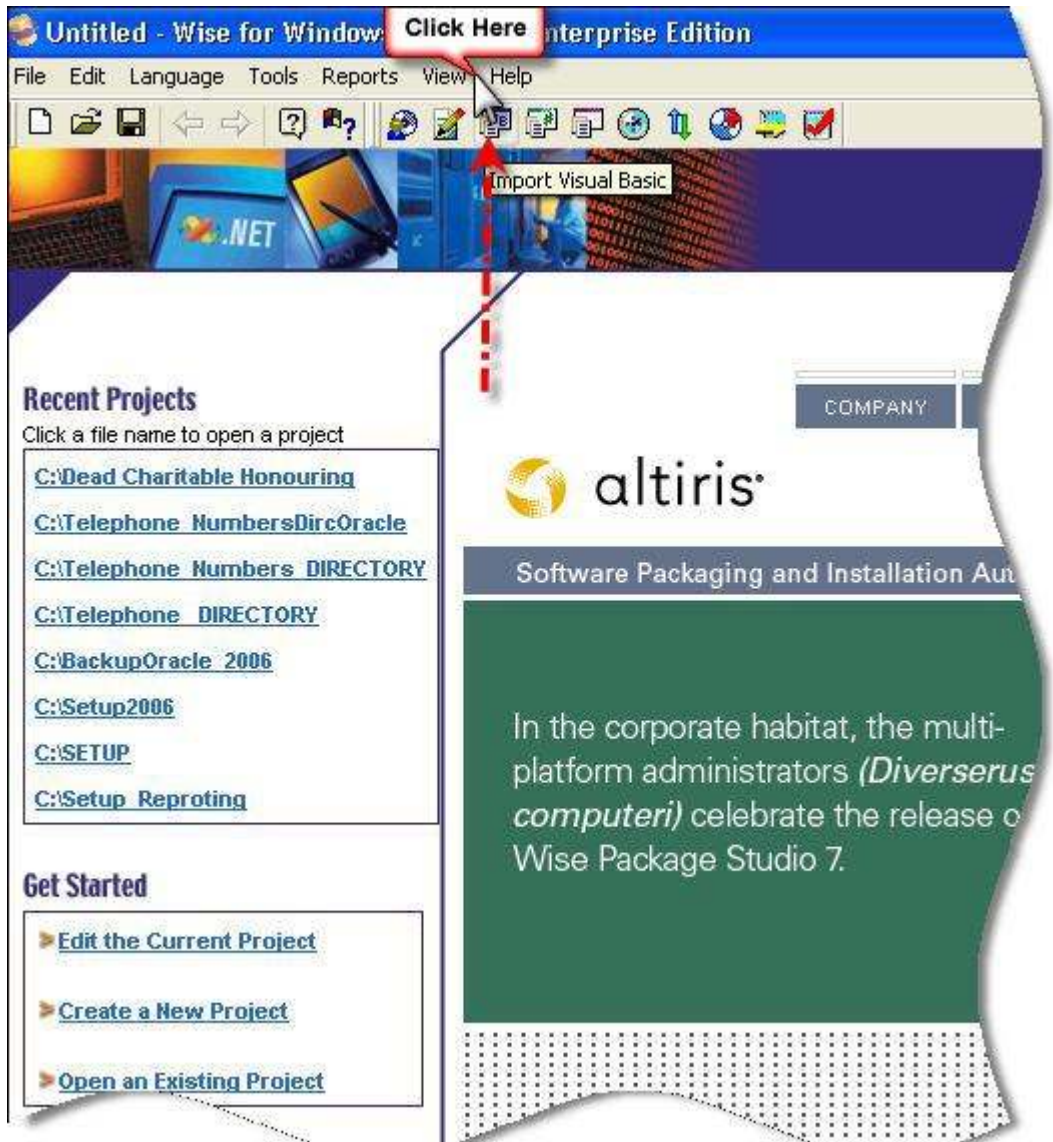 Untitled - Wise for Window nterprise Edition
Click Here
File Edit Language Tools Reports View Help
Import Visual Basic
.NET
Recent Projects
Click a file name to open a project
C:\Dead Charitable Honouring
C:\Telephone_NumbersDircOracle
C:\Telephone_Numbers_DIRECTORY
C:\Telephone__DIRECTORY
C:\BackupOracle_2006
C:\Setup2006
C:\SETUP
C:\Setup_Reproting
Get Started
Edit the Current Project
Create a New Project
Open an Existing Project
COMPANY
altiris
Software Packaging and Installation Aut
In the corporate habitat, the multi-
platform administrators (Diverserus
computeri) celebrate the release o
Wise Package Studio 7.